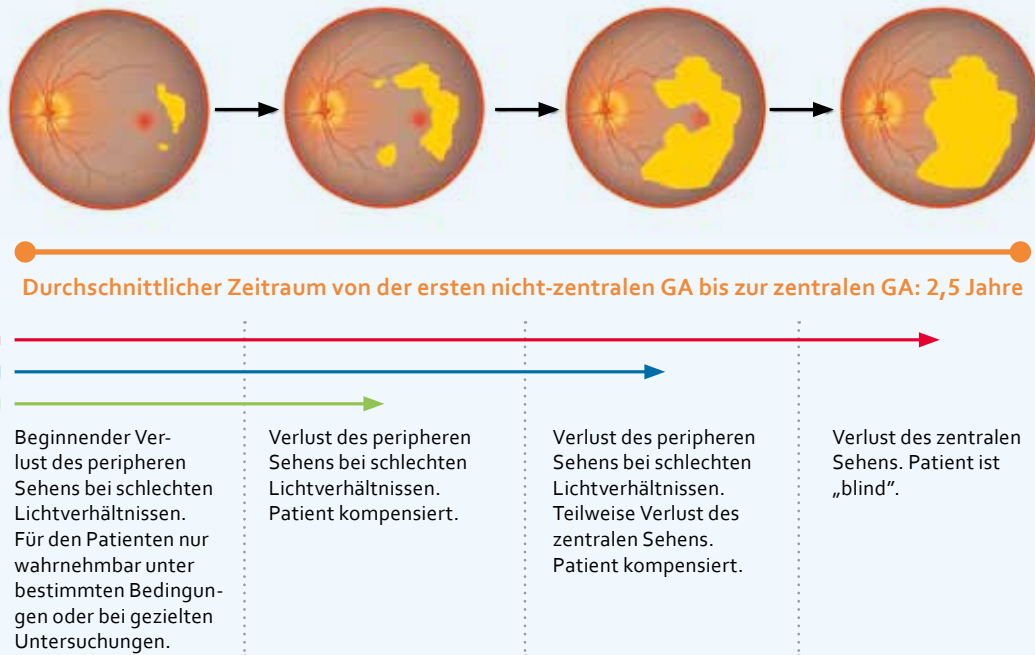 Durchschnittlicher Zeitraum von der ersten nicht-zentralen GA bis zur zentralen GA: 2,5 Jahre
Beginnender Ver-
lust des peripheren
Sehens bei schlechten
Lichtverhältnissen.
Für den Patienten nur
wahrnehmbar unter
bestimmten Bedingun-
gen oder bei gezielten
Untersuchungen.
Verlust des peripheren
Sehens bei schlechten
Lichtverhältnissen.
Patient kompensiert.
Verlust des peripheren
Sehens bei schlechten
Lichtverhältnissen.
Teilweise Verlust des
zentralen Sehens.
Patient kompensiert.
Verlust des zentralen
Sehens. Patient ist
„blind”.